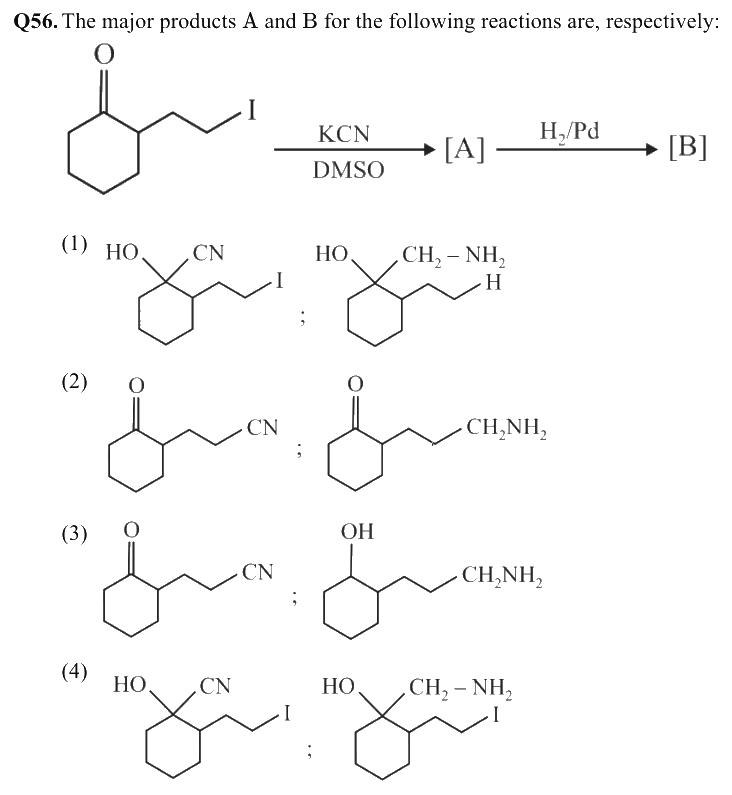 Q56. The major products A and B for the following reactions are, respectively:
O
I
KCN
DMSO
[A]
H₂/Pd
[B]
(1) HO CN I ; HO CH₂ – NH₂ H
(2) O CN ; O CH₂NH₂
(3) O CN ; OH CH₂NH₂
(4) HO CN I ; HO CH₂ – NH₂ I